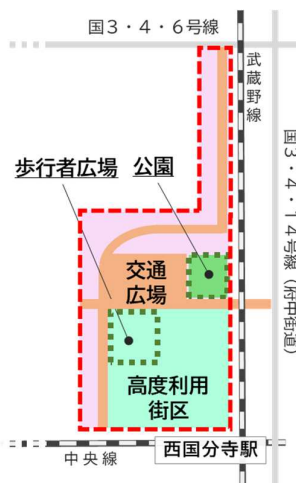 国3・4・6号線
武蔵野線
国3・4・14号線（府中街道）
歩行者広場
公園
交通
広場
高度利用
街区
西国分寺駅
中央線